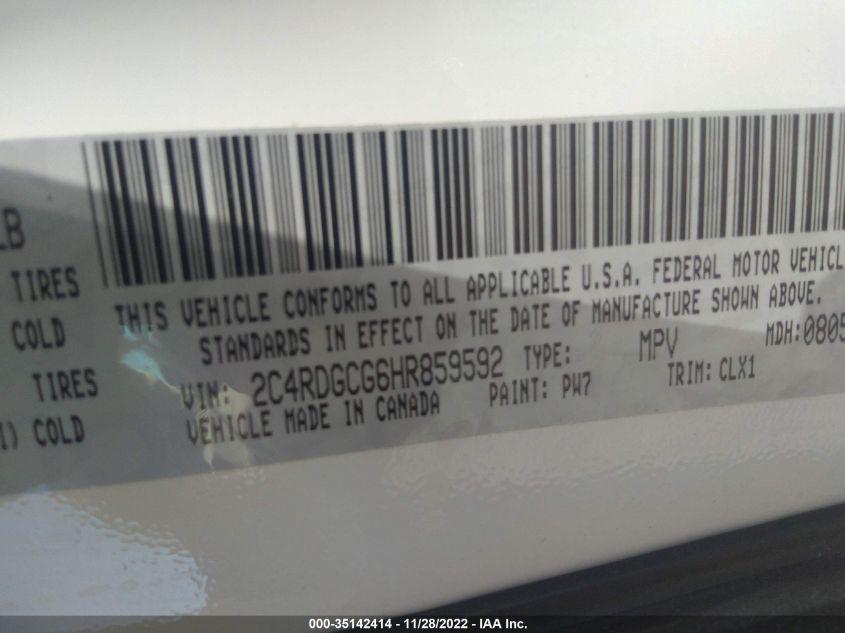 LB
TIRES
COLD
TIRES
COLD
THIS VEHICLE CONFORMS TO ALL APPLICABLE U.S.A. FEDERAL MOTOR VEHICL
STANDARDS IN EFFECT ON THE DATE OF MANUFACTURE SHOWN ABOVE.
VIN: 2C4RDGCG6HR859592 TYPE: MPV MDH:0805
VEHICLE MADE IN CANADA PAINT: PW7 TRIM: CLX1
000-35142414 - 11/28/2022 - IAA Inc.